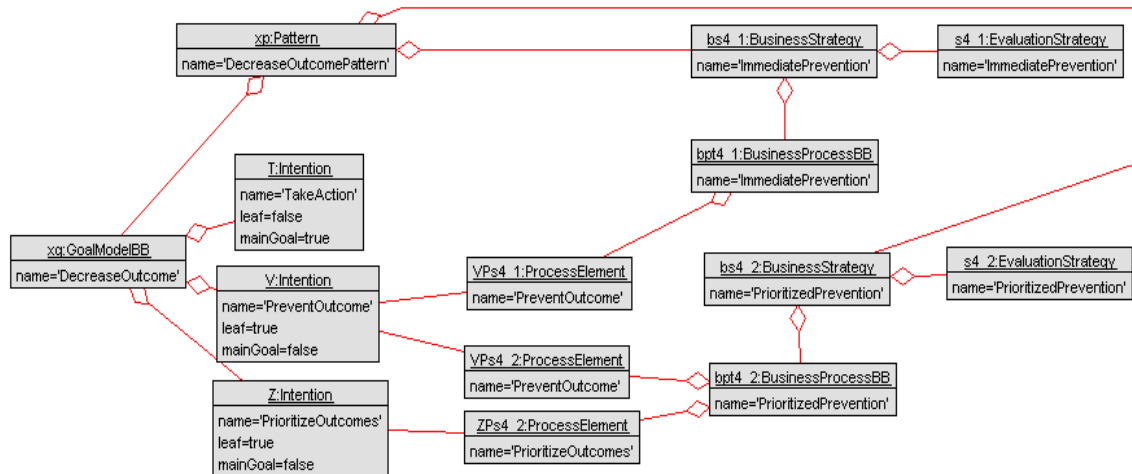 xp:Pattern
name='DecreaseOutcomePattern'
bs4_1:BusinessStrategy
name='ImmediatePrevention'
s4_1:EvaluationStrategy
name='ImmediatePrevention'
bpt4_1:BusinessProcessBB
name='ImmediatePrevention'
T:Intention
name='TakeAction'
leaf=false
mainGoal=true
xg:GoalModelBB
name='DecreaseOutcome'
V:Intention
name='PreventOutcome'
leaf=true
mainGoal=false
VPs4_1:ProcessElement
name='PreventOutcome'
bs4_2:BusinessStrategy
name='PrioritizedPrevention'
s4_2:EvaluationStrategy
name='PrioritizedPrevention'
VPs4_2:ProcessElement
name='PreventOutcome'
bpt4_2:BusinessProcessBB
name='PrioritizedPrevention'
Z:Intention
name='PrioritizeOutcomes'
leaf=true
mainGoal=false
ZPs4_2:ProcessElement
name='PrioritizeOutcomes'